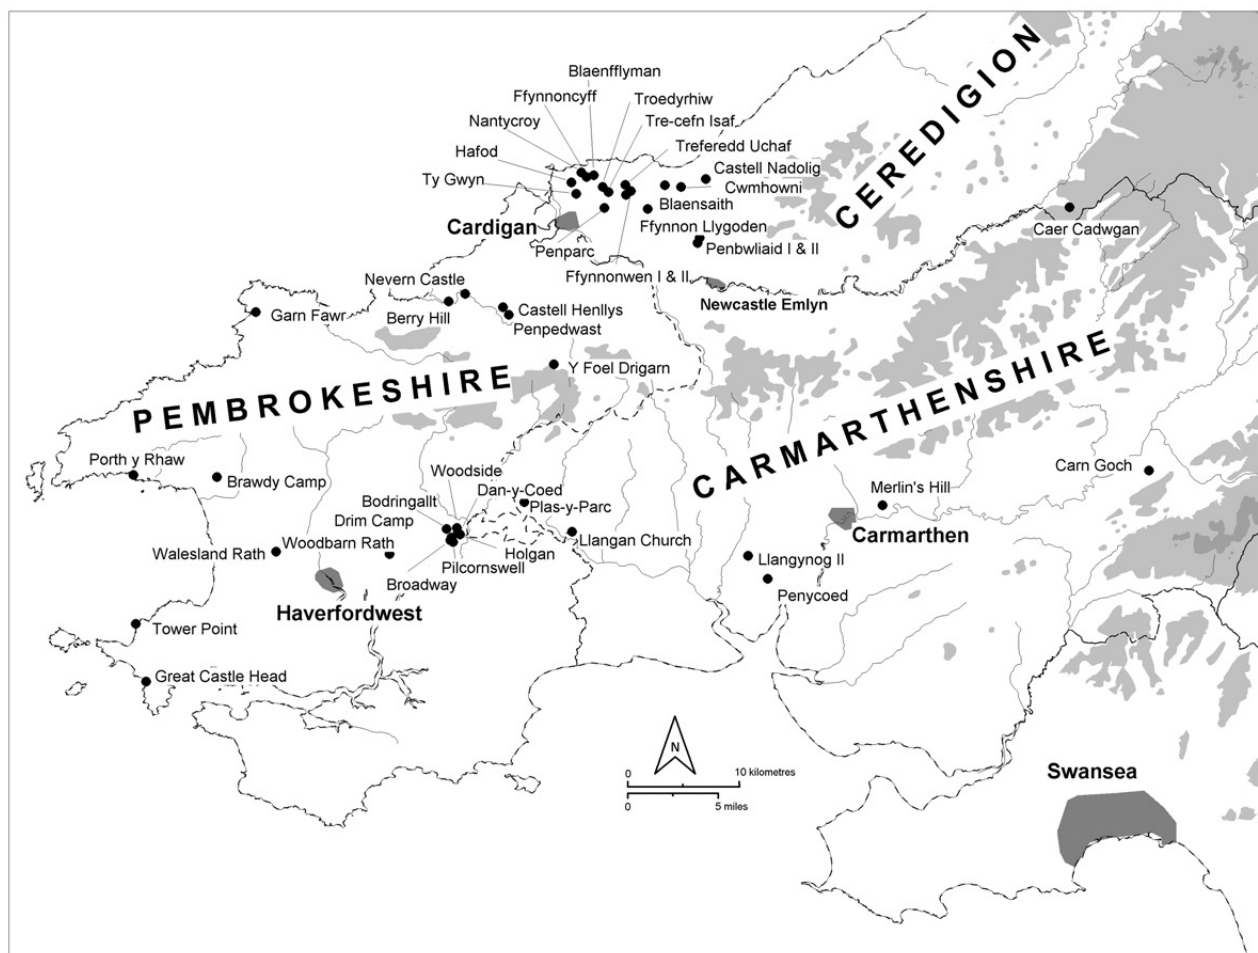 Blaenfflyman
Ffynnoncyff
Troedyrhiw
Nantycroy
Tre-cefn Isaf
Hafod
Treferedd Uchaf
Ty Gwyn
Castell Nadolig
Cwmhowni
Blaensaith
Cardigan
Ffynnon Llygoden
Penparc
Penbwliaid I & II
Ffynnonwen I & II
CEREDIGION
Caer Cadwgan
Nevern Castle
Newcastle Emlyn
Garn Fawr
Berry Hill
Castell Henllys
Penpedwast
Y Foel Drigarn
PEMBROKESHIRE
CARMARTHENSHIRE
Porth y Rhaw
Brawdy Camp
Woodside
Dan-y-Coed
Bodringallt
Plas-y-Parc
Drim Camp
Carn Goch
Merlin's Hill
Carmarthen
Walesland Rath
Woodbarn Rath
Holgan
Llangan Church
Pilcornswell
Broadway
Llangynog II
Penycoed
Haverfordwest
Tower Point
Great Castle Head
N
0 10 kilometres
0 5 miles
Swansea